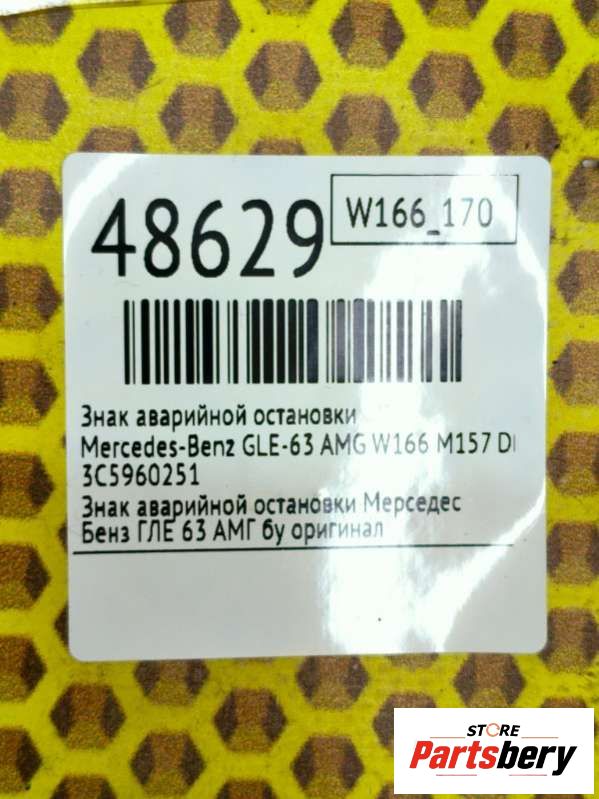 48629
W166_170
Знак аварийной остановки
Mercedes-Benz GLE-63 AMG W166 M157 D
3C5960251
Знак аварийной остановки Мерседес
Бенз ГЛЕ 63 АМГ бу оригинал
STORE
Partsbery